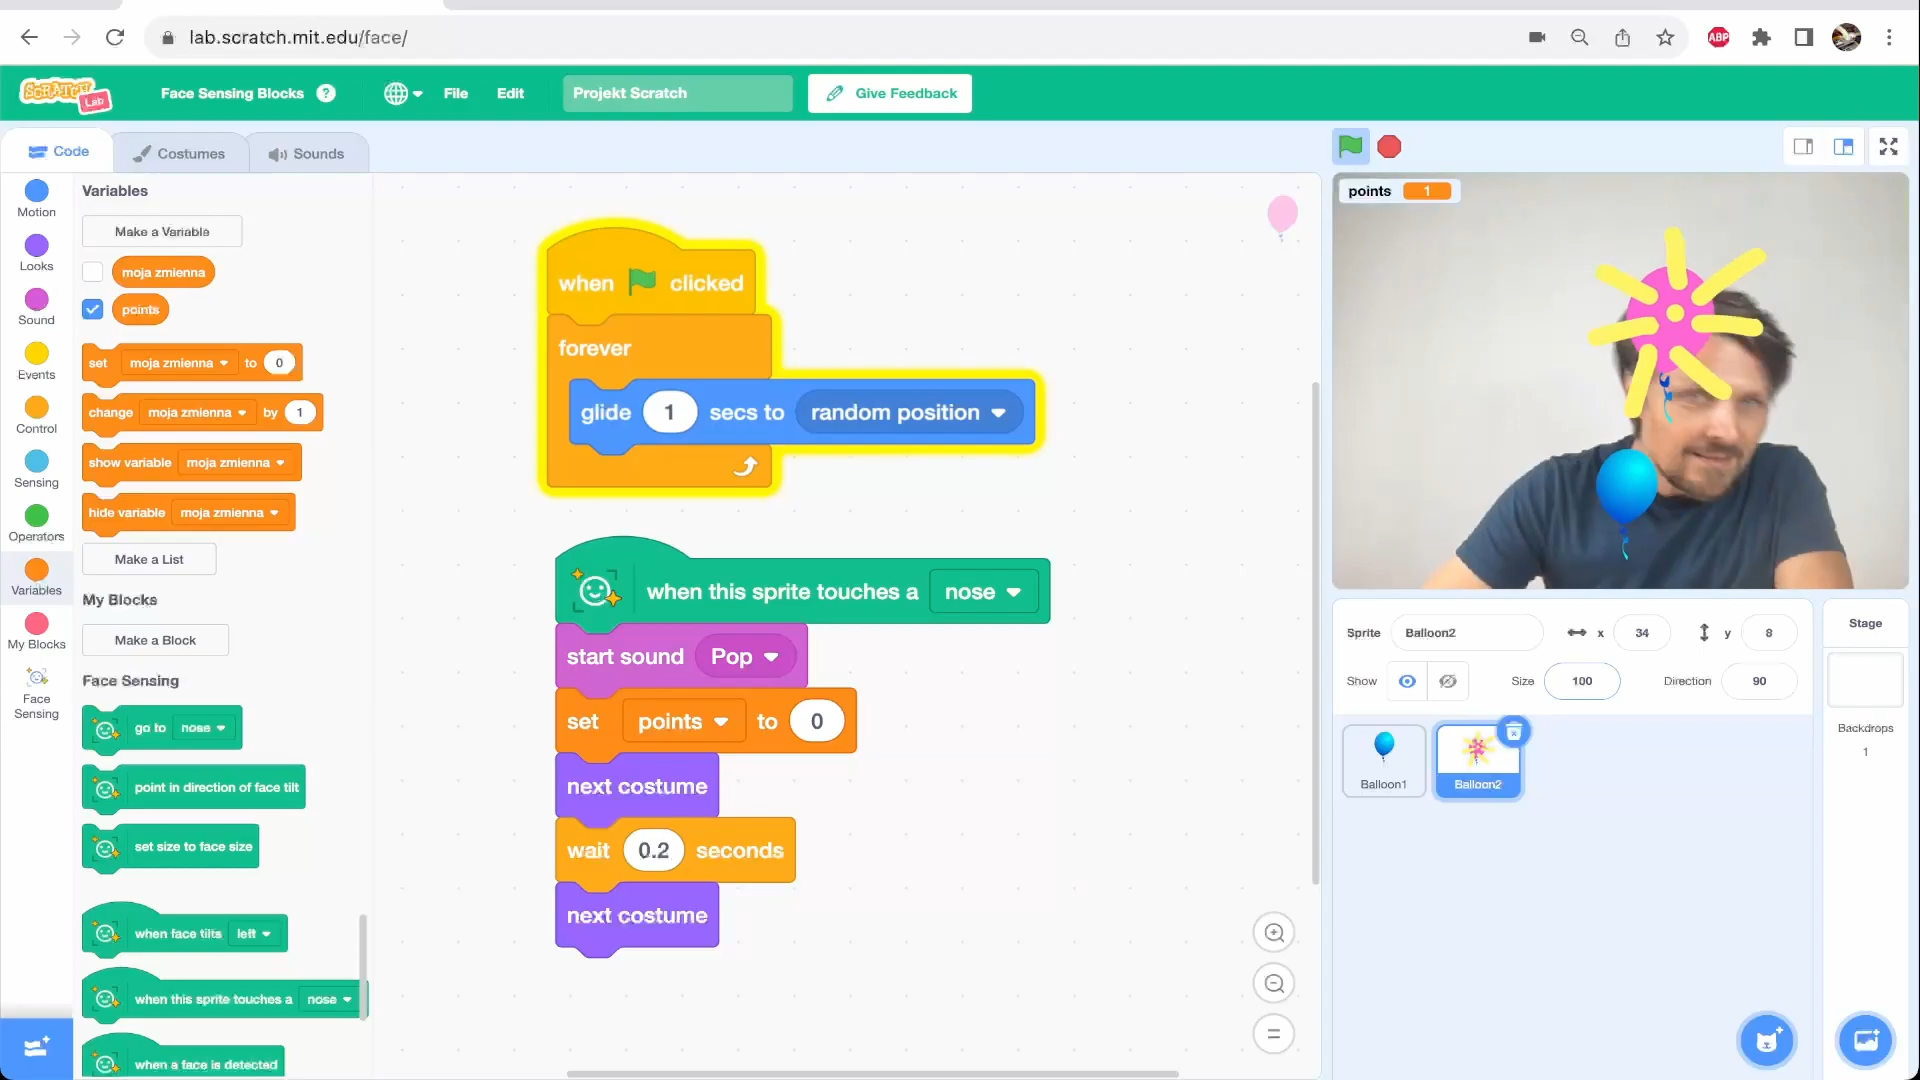 lab.scratch.mit.edu/face/
ABP
SCRATCH Lab
Face Sensing Blocks ?
File
Edit
Projekt Scratch
Give Feedback
Code
Costumes
Sounds
Motion
Looks
Sound
Events
Control
Sensing
Operators
Variables
My Blocks
Face
Sensing
Variables
Make a Variable
moja zmienna
points
set moja zmienna to 0
change moja zmienna by 1
show variable moja zmienna
hide variable moja zmienna
Make a List
My Blocks
Make a Block
Face Sensing
go to nose
point in direction of face tilt
set size to face size
when face tilts left
when this sprite touches a nose
when a face is detected
when clicked
forever
glide 1 secs to random position
when this sprite touches a nose
start sound Pop
set points to 0
next costume
wait 0.2 seconds
next costume
points 1
Sprite Balloon2 x 34 y 8
Show Size 100 Direction 90
Balloon1
Balloon2
Stage
Backdrops
1